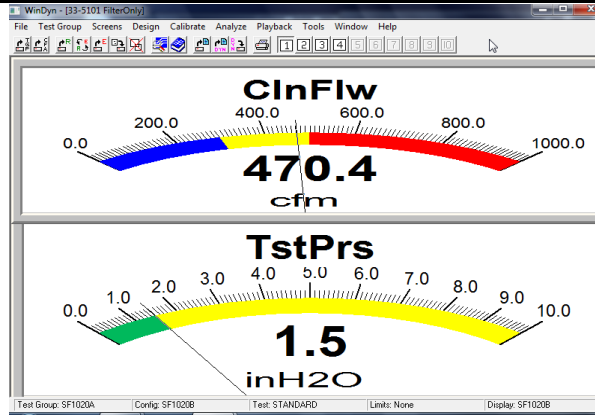 WinDyn - [33-5101 FilterOnly]
File Test Group Screens Design Calibrate Analyze Playback Tools Window Help
1 2 3 4 5 6 7 8 9 10
ClnFlw
0.0 200.0 400.0 600.0 800.0 1000.0
470.4
cfm
TstPrs
0.0 1.0 2.0 3.0 4.0 5.0 6.0 7.0 8.0 9.0 10.0
1.5
inH2O
Test Group: SF1020A Config: SF1020B Test: STANDARD Limits: None Display: SF1020B